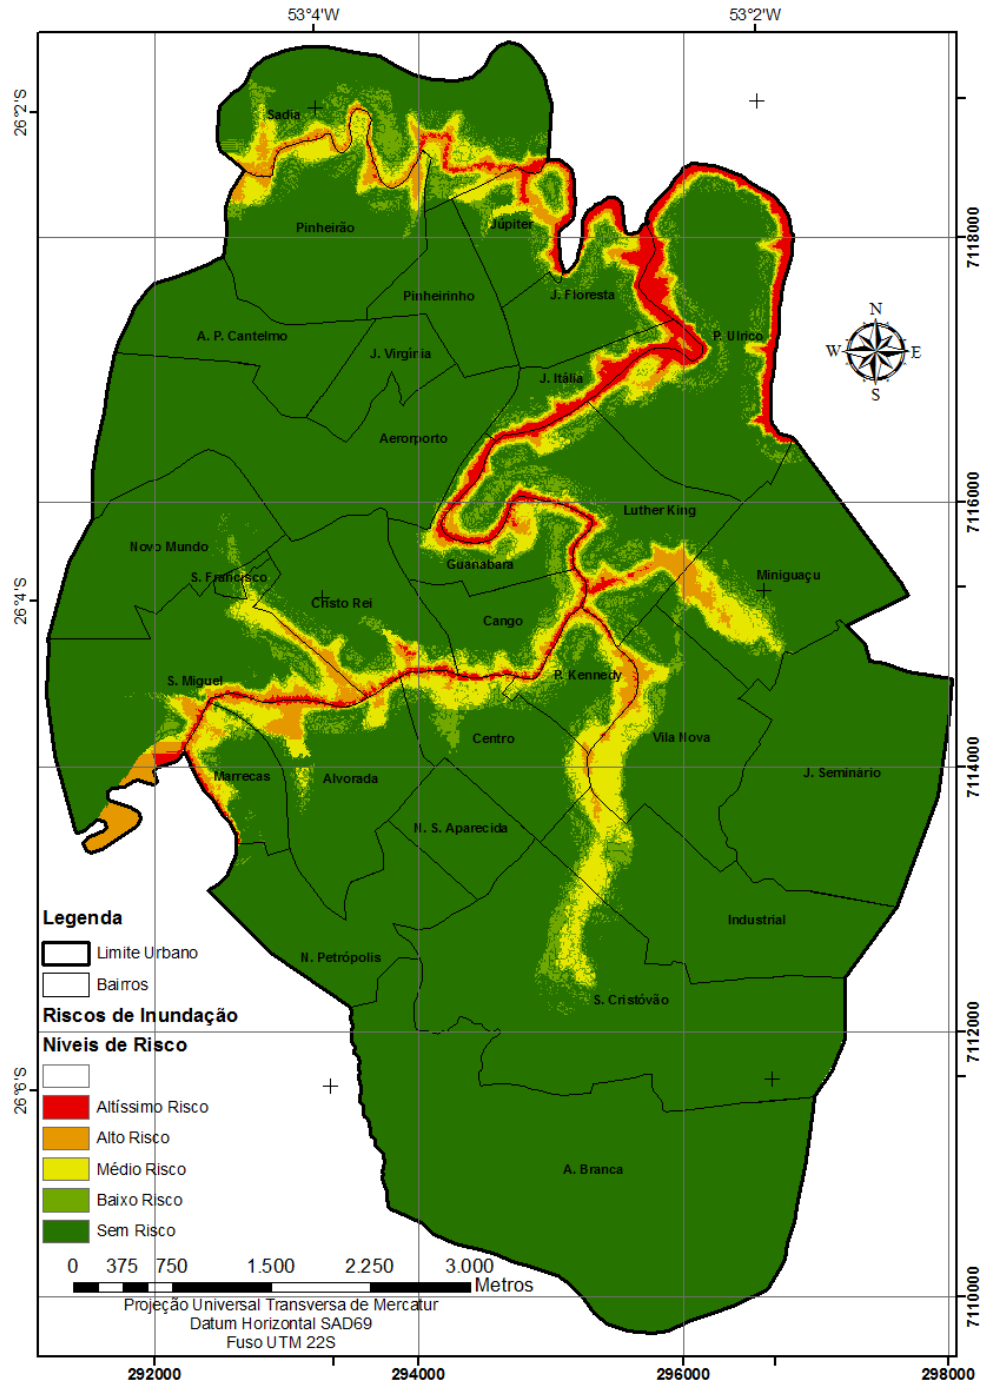 53°4'W
53°2'W
26°2'S
Sadia
Pinheirão
Júpiter
7118000
Pinheirinho
J. Floresta
A. P. Cantelmo
J. Virgínia
P. Ulrico
N
W
E
S
J. Itália
Aerorporto
7116000
Luther King
Novo Mundo
Guanabara
S. Francisco
Miniguaçu
26°4'S
Cristo Rei
Cango
S. Miguel
P. Kennedy
Centro
Vila Nova
Marrecas
Alvorada
J. Seminário
7114000
N. S. Aparecida
Legenda
Limite Urbano
Bairros
Industrial
N. Petrópolis
S. Cristóvão
Riscos de Inundação
Níveis de Risco
7112000
26°6'S
Altíssimo Risco
Alto Risco
Médio Risco
Baixo Risco
Sem Risco
A. Branca
0 375 750 1.500 2.250 3.000
Metros
7110000
Projeção Universal Transversa de Mercatur
Datum Horizontal SAD69
Fuso UTM 22S
292000 294000 296000 298000